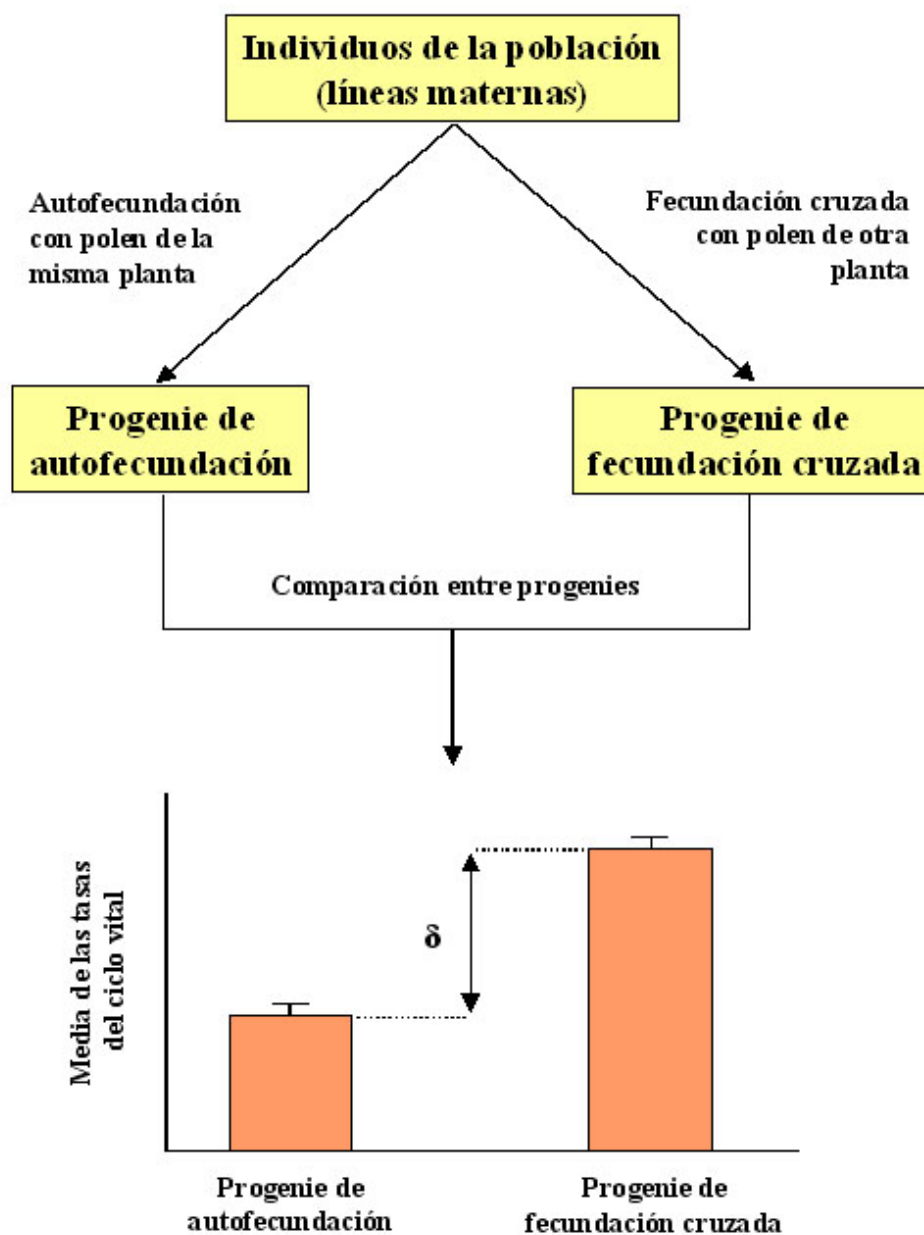 Individuos de la población
(líneas maternas)
Autofecundación
con polen de la
misma planta
Fecundación cruzada
con polen de otra
planta
Progenie de
autofecundación
Progenie de
fecundación cruzada
Comparación entre progenies
Media de las tasas
del ciclo vital
δ
Progenie de
autofecundación
Progenie de
fecundación cruzada